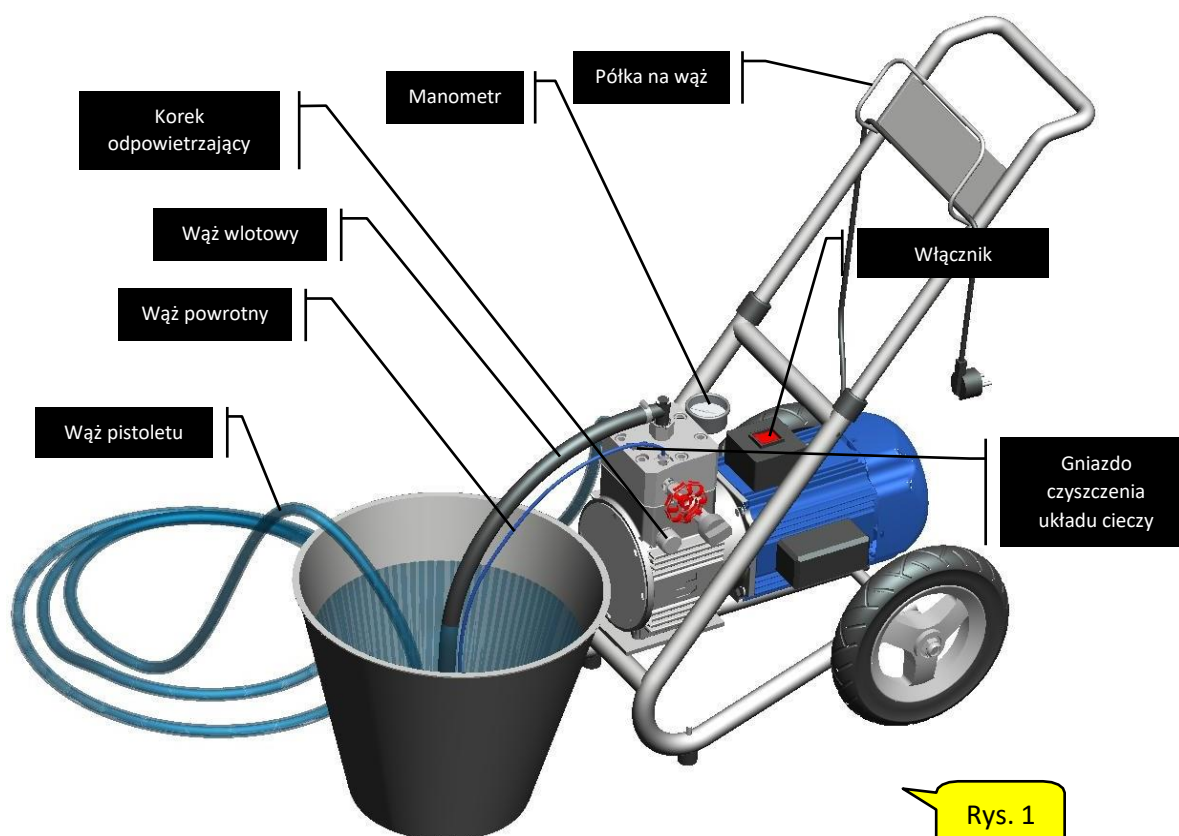 Półka na wąż
Manometr
Korek
odpowietrzający
Wąż wlotowy
Włącznik
Wąż powrotny
Wąż pistoletu
Gniazdo
czyszczenia
układu cieczy
Rys. 1